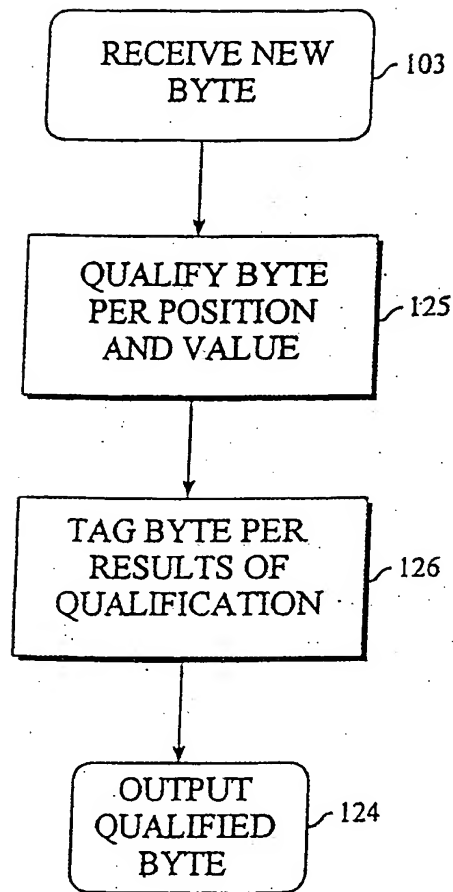 RECEIVE NEW
BYTE
103
QUALIFY BYTE
PER POSITION
AND VALUE
125
TAG BYTE PER
RESULTS OF
QUALIFICATION
126
OUTPUT
QUALIFIED
BYTE
124